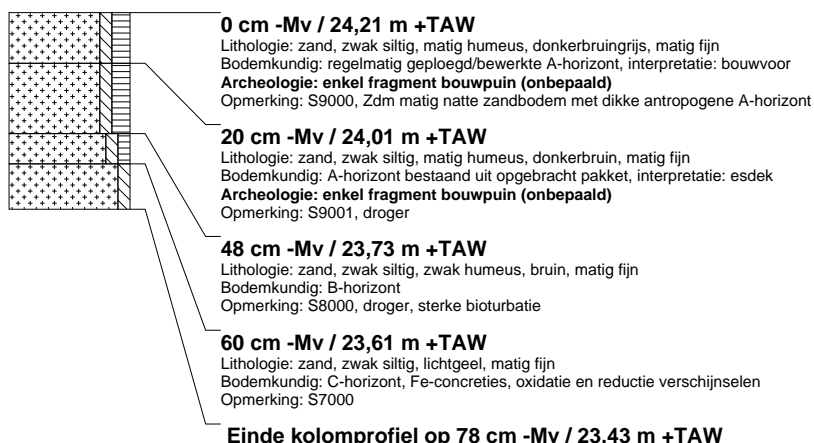 0 cm -Mv / 24,21 m +TAW
Lithologie: zand, zwak siltig, matig humeus, donkerbruingrijs, matig fijn
Bodemkundig: regelmatig geploegd/bewerkte A-horizont, interpretatie: bouwvoor
Archeologie: enkel fragment bouwpuin (onbepaald)
Opmerking: S9000, Zdm matig natte zandbodem met dikke antropogene A-horizont
20 cm -Mv / 24,01 m +TAW
Lithologie: zand, zwak siltig, matig humeus, donkerbruin, matig fijn
Bodemkundig: A-horizont bestaand uit opgebracht pakket, interpretatie: esdek
Archeologie: enkel fragment bouwpuin (onbepaald)
Opmerking: S9001, droger
48 cm -Mv / 23,73 m +TAW
Lithologie: zand, zwak siltig, zwak humeus, bruin, matig fijn
Bodemkundig: B-horizont
Opmerking: S8000, droger, sterke bioturbatie
60 cm -Mv / 23,61 m +TAW
Lithologie: zand, zwak siltig, lichtgeel, matig fijn
Bodemkundig: C-horizont, Fe-concreties, oxidatie en reductie verschijnselen
Opmerking: S7000
Einde kolomprofiel op 78 cm -Mv / 23,43 m +TAW